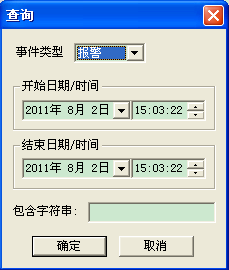 查询
事件类型 报警
开始日期/时间
2011年 8月 2日 15:03:22
结束日期/时间
2011年 8月 2日 15:03:22
包含字符串:
确定 取消